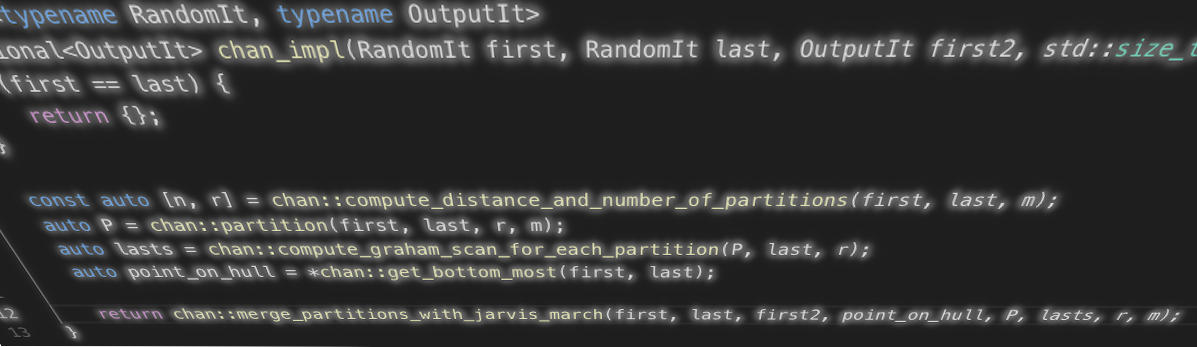 typename RandomIt, typename OutputIt>
ional<OutputIt> chan_impl(RandomIt first, RandomIt last, OutputIt first2, std::size_t
(first == last) {
return {};
}
const auto [n, r] = chan::compute_distance_and_number_of_partitions(first, last, m);
auto P = chan::partition(first, last, r, m);
auto lasts = chan::compute_graham_scan_for_each_partition(P, last, r);
auto point_on_hull = *chan::get_bottom_most(first, last);
12 return chan::merge_partitions_with_jarvis_march(first, last, first2, point_on_hull, P, lasts, r, m);
13 }